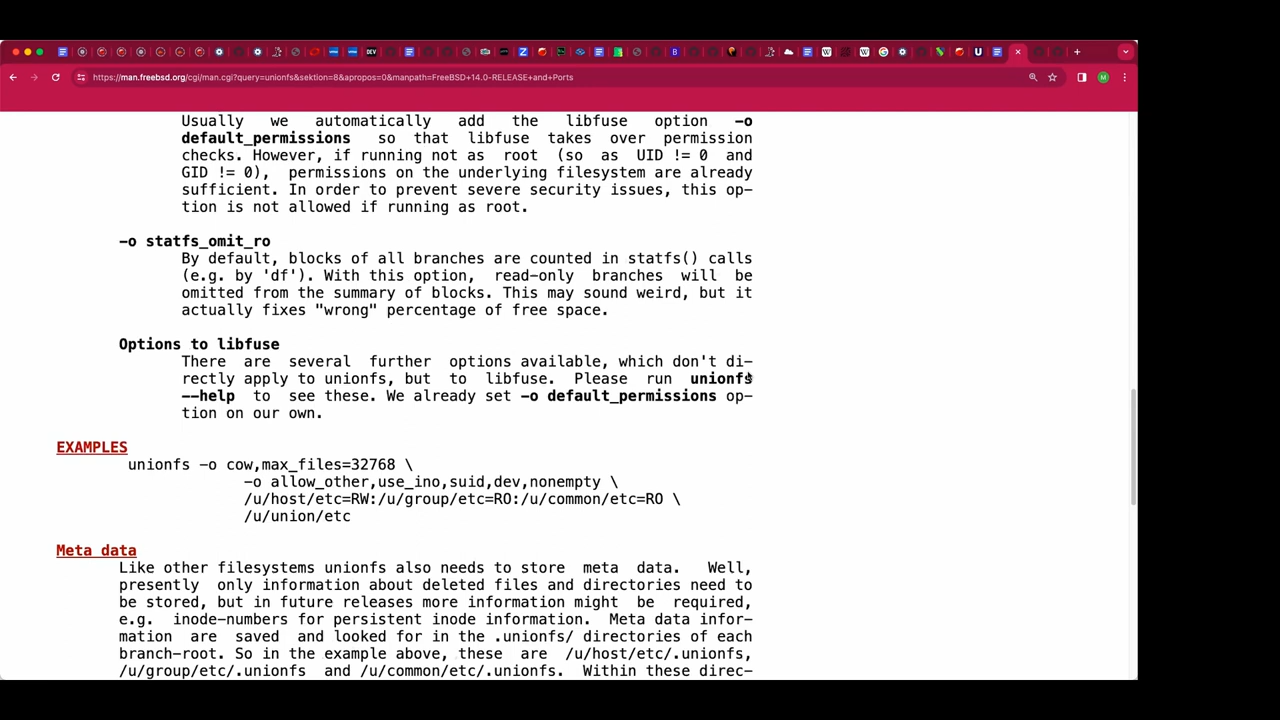 DEV
Z
B
W
W
G
U
M
https://man.freebsd.org/cgi/man.cgi?query=unionfs&sektion=8&apropos=0&manpath=FreeBSD+14.0-RELEASE+and+Ports
Usually we automatically add the libfuse option -o
default_permissions so that libfuse takes over permission
checks. However, if running not as root (so as UID != 0 and
GID != 0), permissions on the underlying filesystem are already
sufficient. In order to prevent severe security issues, this op-
tion is not allowed if running as root.
-o statfs_omit_ro
By default, blocks of all branches are counted in statfs() calls
(e.g. by 'df'). With this option, read-only branches will be
omitted from the summary of blocks. This may sound weird, but it
actually fixes "wrong" percentage of free space.
Options to libfuse
There are several further options available, which don't di-
rectly apply to unionfs, but to libfuse. Please run unionfs
--help to see these. We already set -o default_permissions op-
tion on our own.
EXAMPLES
unionfs -o cow,max_files=32768 \
-o allow_other,use_ino,suid,dev,nonempty \
/u/host/etc=RW:/u/group/etc=RO:/u/common/etc=RO \
/u/union/etc
Meta data
Like other filesystems unionfs also needs to store meta data. Well,
presently only information about deleted files and directories need to
be stored, but in future releases more information might be required,
e.g. inode-numbers for persistent inode information. Meta data infor-
mation are saved and looked for in the .unionfs/ directories of each
branch-root. So in the example above, these are /u/host/etc/.unionfs,
/u/group/etc/.unionfs and /u/common/etc/.unionfs. Within these direc-